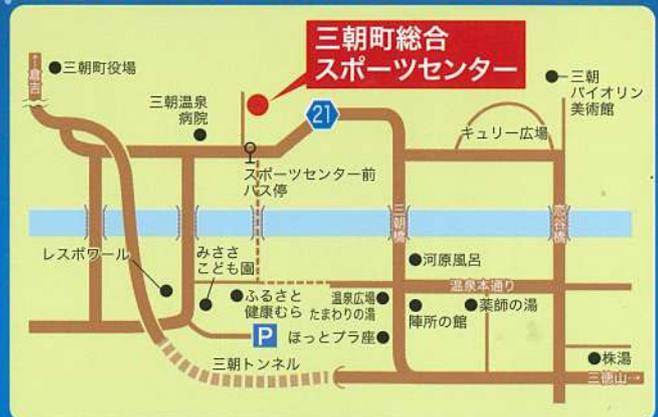 三朝町総合
スポーツセンター
←倉吉
三朝町役場
三朝温泉
病院
21
三朝
バイオリン
美術館
キュリー広場
スポーツセンター前
バス停
三朝橋
恋谷橋
レスポワール
みささ
こども園
河原風呂
温泉本通り
ふるさと
健康むら
温泉広場
たまわりの湯
陣所の館
薬師の湯
P
ほっとプラ座
三朝トンネル
株湯
三徳山→